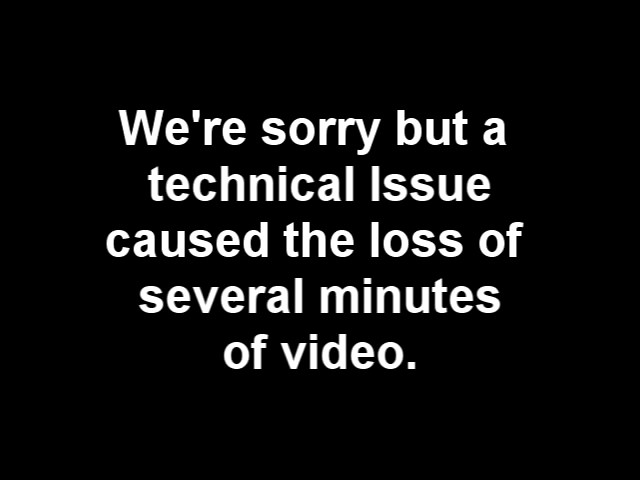 We're sorry but a
technical Issue
caused the loss of
several minutes
of video.